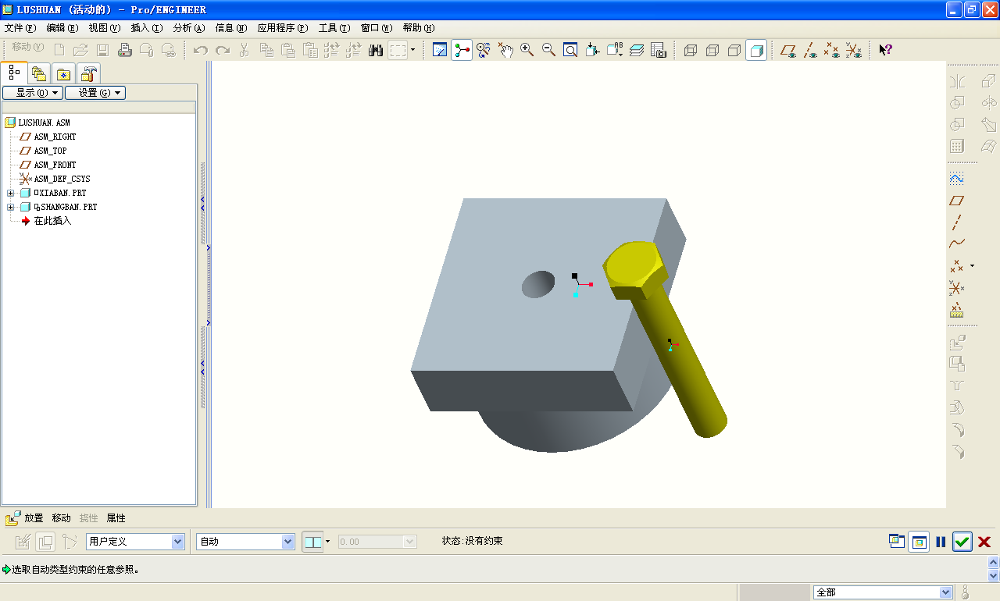 LUSHUAN (活动的) - Pro/ENGINEER
文件(F) 编辑(E) 视图(V) 插入(I) 分析(A) 信息(N) 应用程序(P) 工具(T) 窗口(W) 帮助(H)
移动(V)
显示(O) 设置(G)
LUSHUAN.ASM
ASM_RIGHT
ASM_TOP
ASM_FRONT
ASM_DEF_CSYS
XIABAN.PRT
SHANGBAN.PRT
在此插入
放置 移动 挠性 属性
用户定义 自动 0.00 状态:没有约束
选取自动类型约束的任意参照。
全部